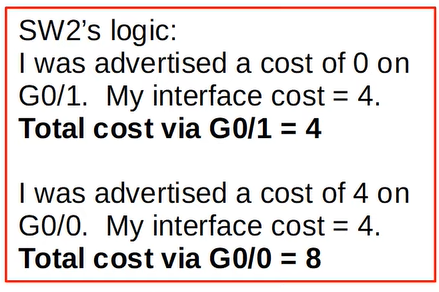 SW2’s logic:
I was advertised a cost of 0 on
G0/1.  My interface cost = 4.
Total cost via G0/1 = 4
I was advertised a cost of 4 on
G0/0.  My interface cost = 4.
Total cost via G0/0 = 8